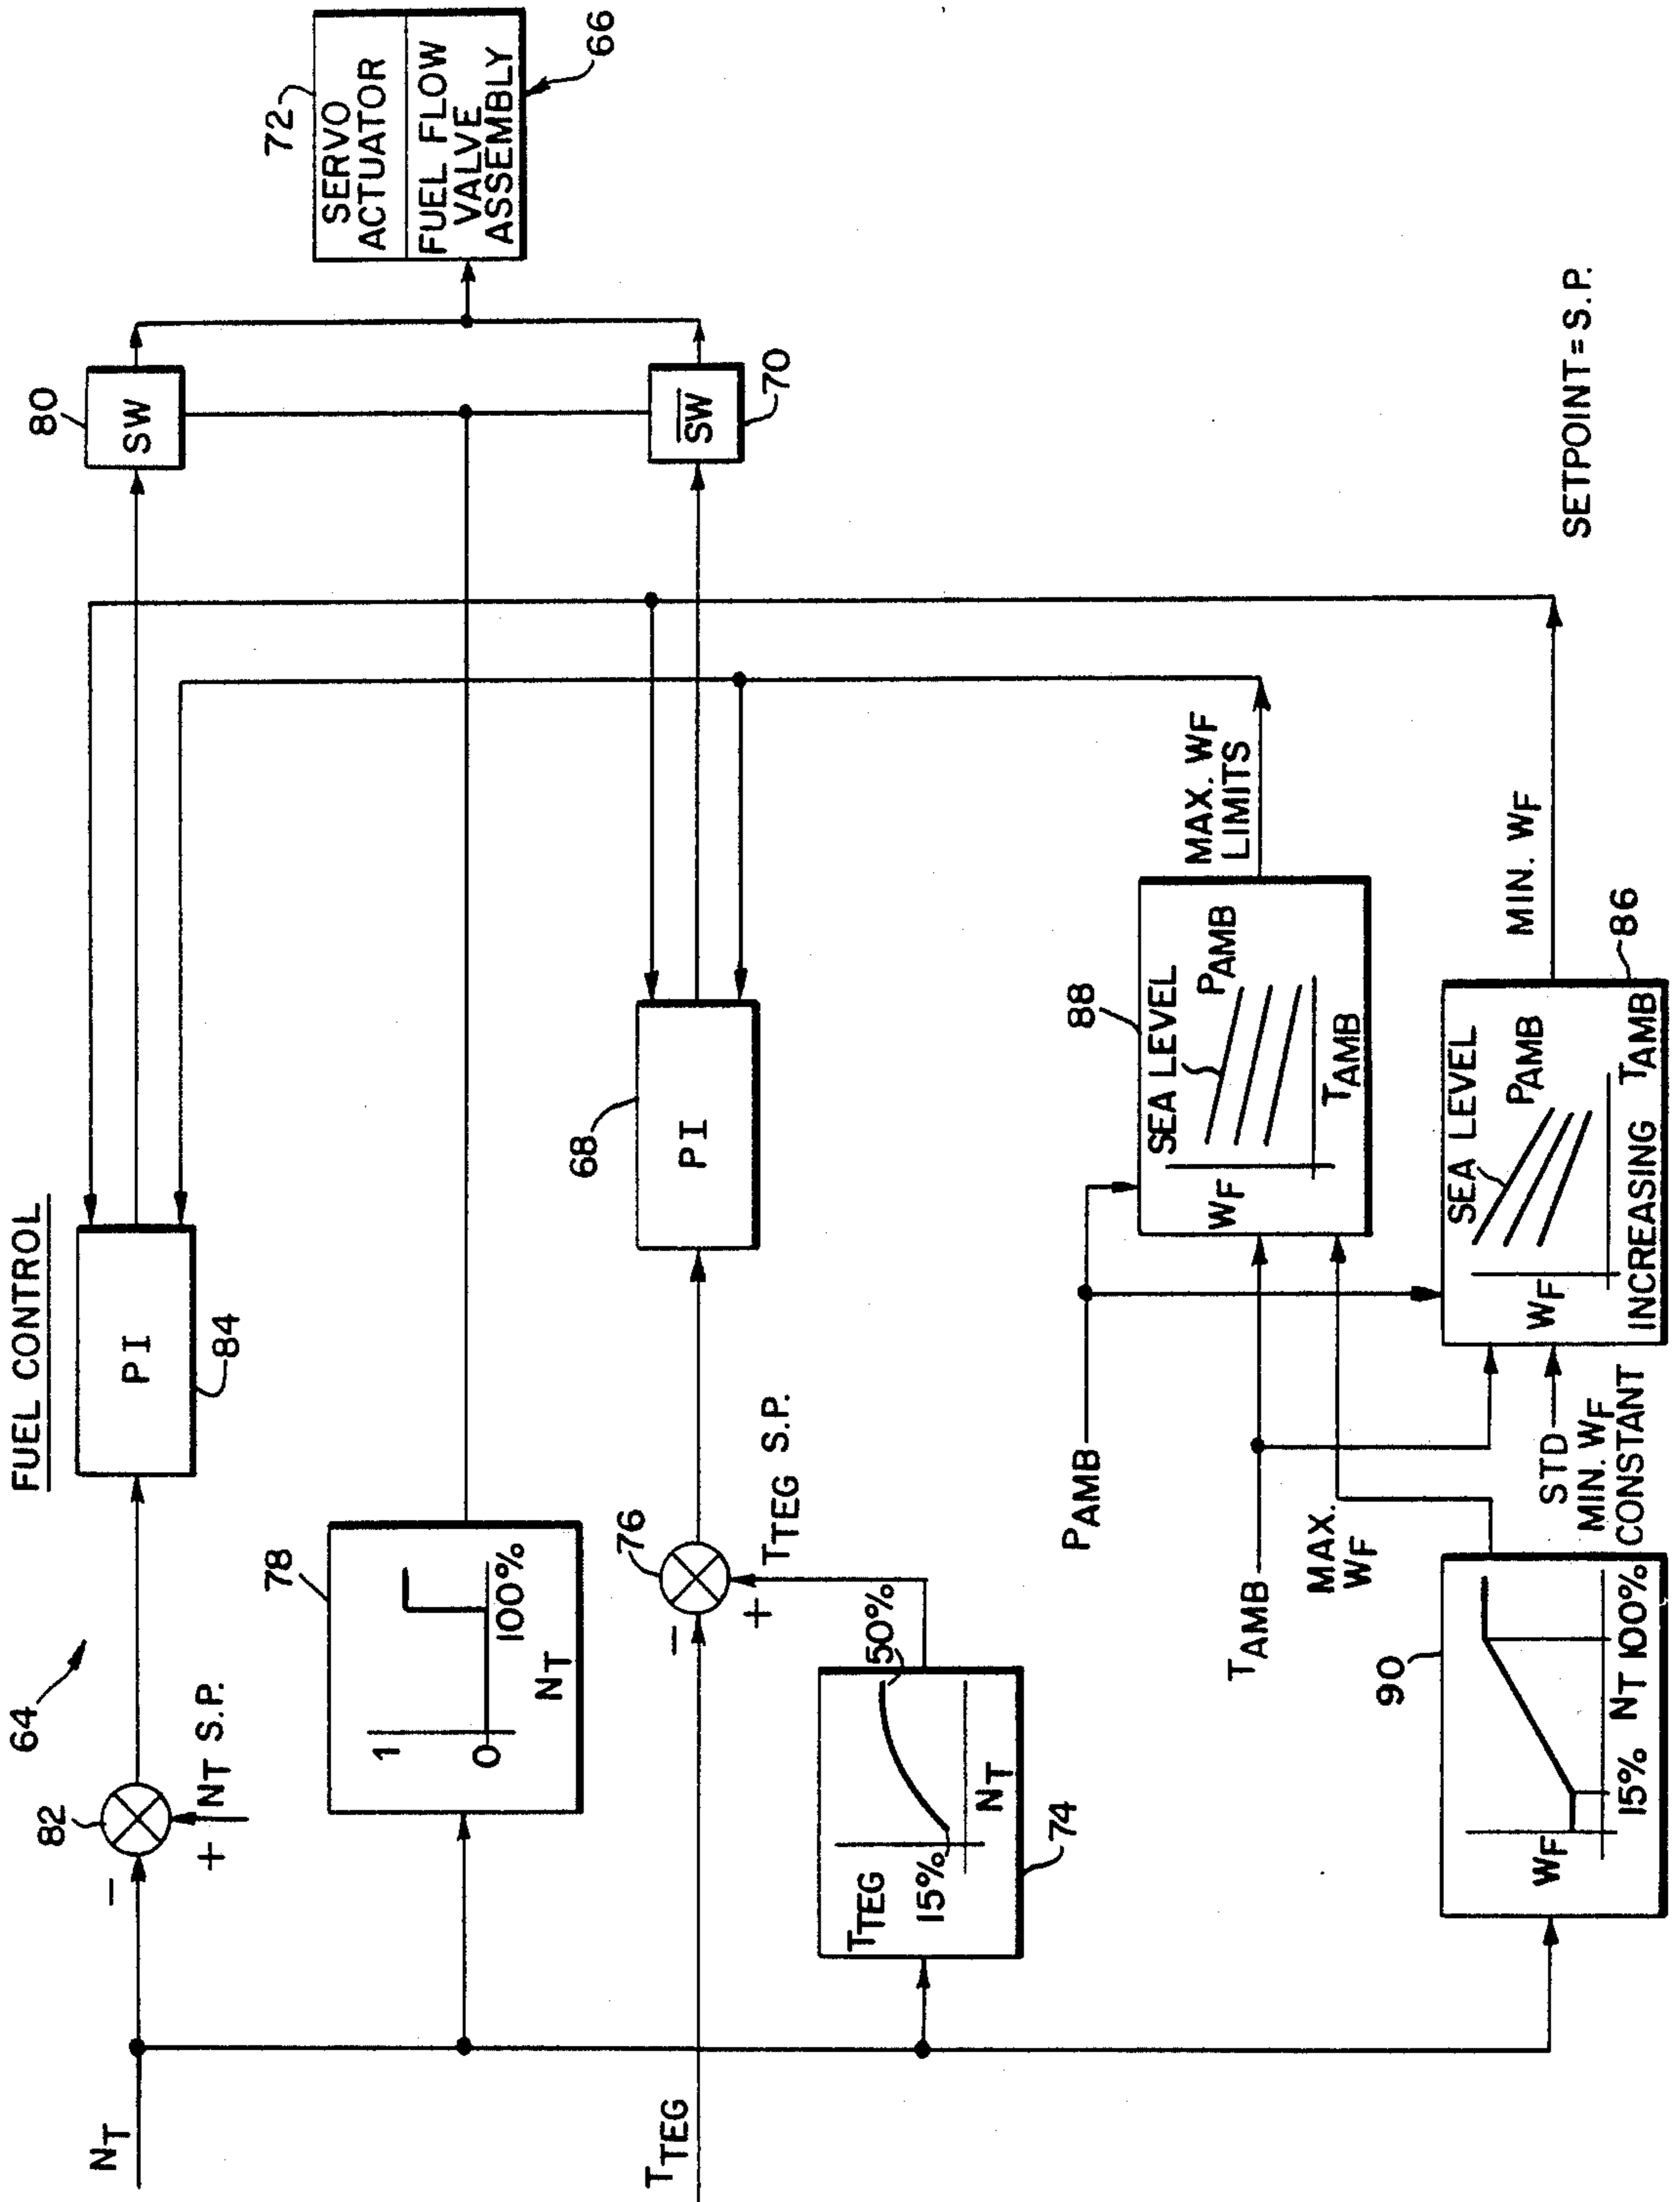 FUEL CONTROL
64
NT
82
−
+
NT S.P.
PI
84
80
SW
72
SERVO
ACTUATOR
FUEL FLOW
VALVE
ASSEMBLY
66
78
1
0
100%
NT
TTEG
−
76
+
TTEG S.P.
68
PI
SW
70
TTEG
15%
50%
NT
74
PAMB
TAMB
MAX.
WF
88
SEA LEVEL
PAMB
WF
TAMB
MAX. WF
LIMITS
90
WF
15% NT 100%
STD
MIN. WF
CONSTANT
SEA LEVEL
PAMB
WF
INCREASING TAMB
86
MIN. WF
SETPOINT = S.P.